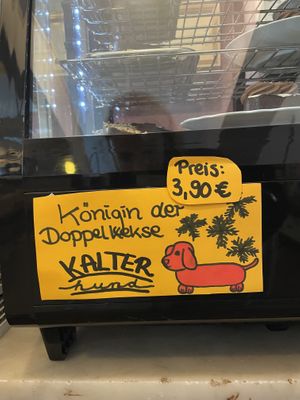 Preis:
3,90 €
Königin der
Doppelkekse
KALTER
hund